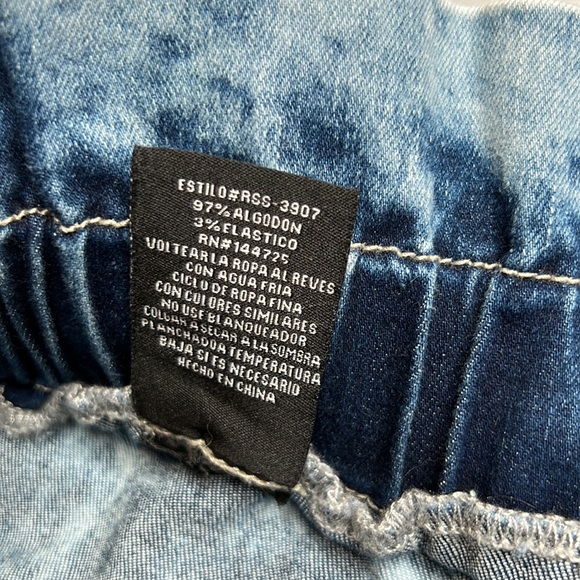 ESTILO#RSS-3907
97% ALGODON
3% ELASTICO
RN#144725
VOLTEAR LA ROPA AL REVES
CON AGUA FRIA
CICLO DE ROPA FINA
CON COLORES SIMILARES
NO USE BLANQUEADOR
COLGAR A SECAR A LA SUMBRA
PLANCHADUA TEMPERATURA
BAJA SI ES NECESARIO
HECHO EN CHINA